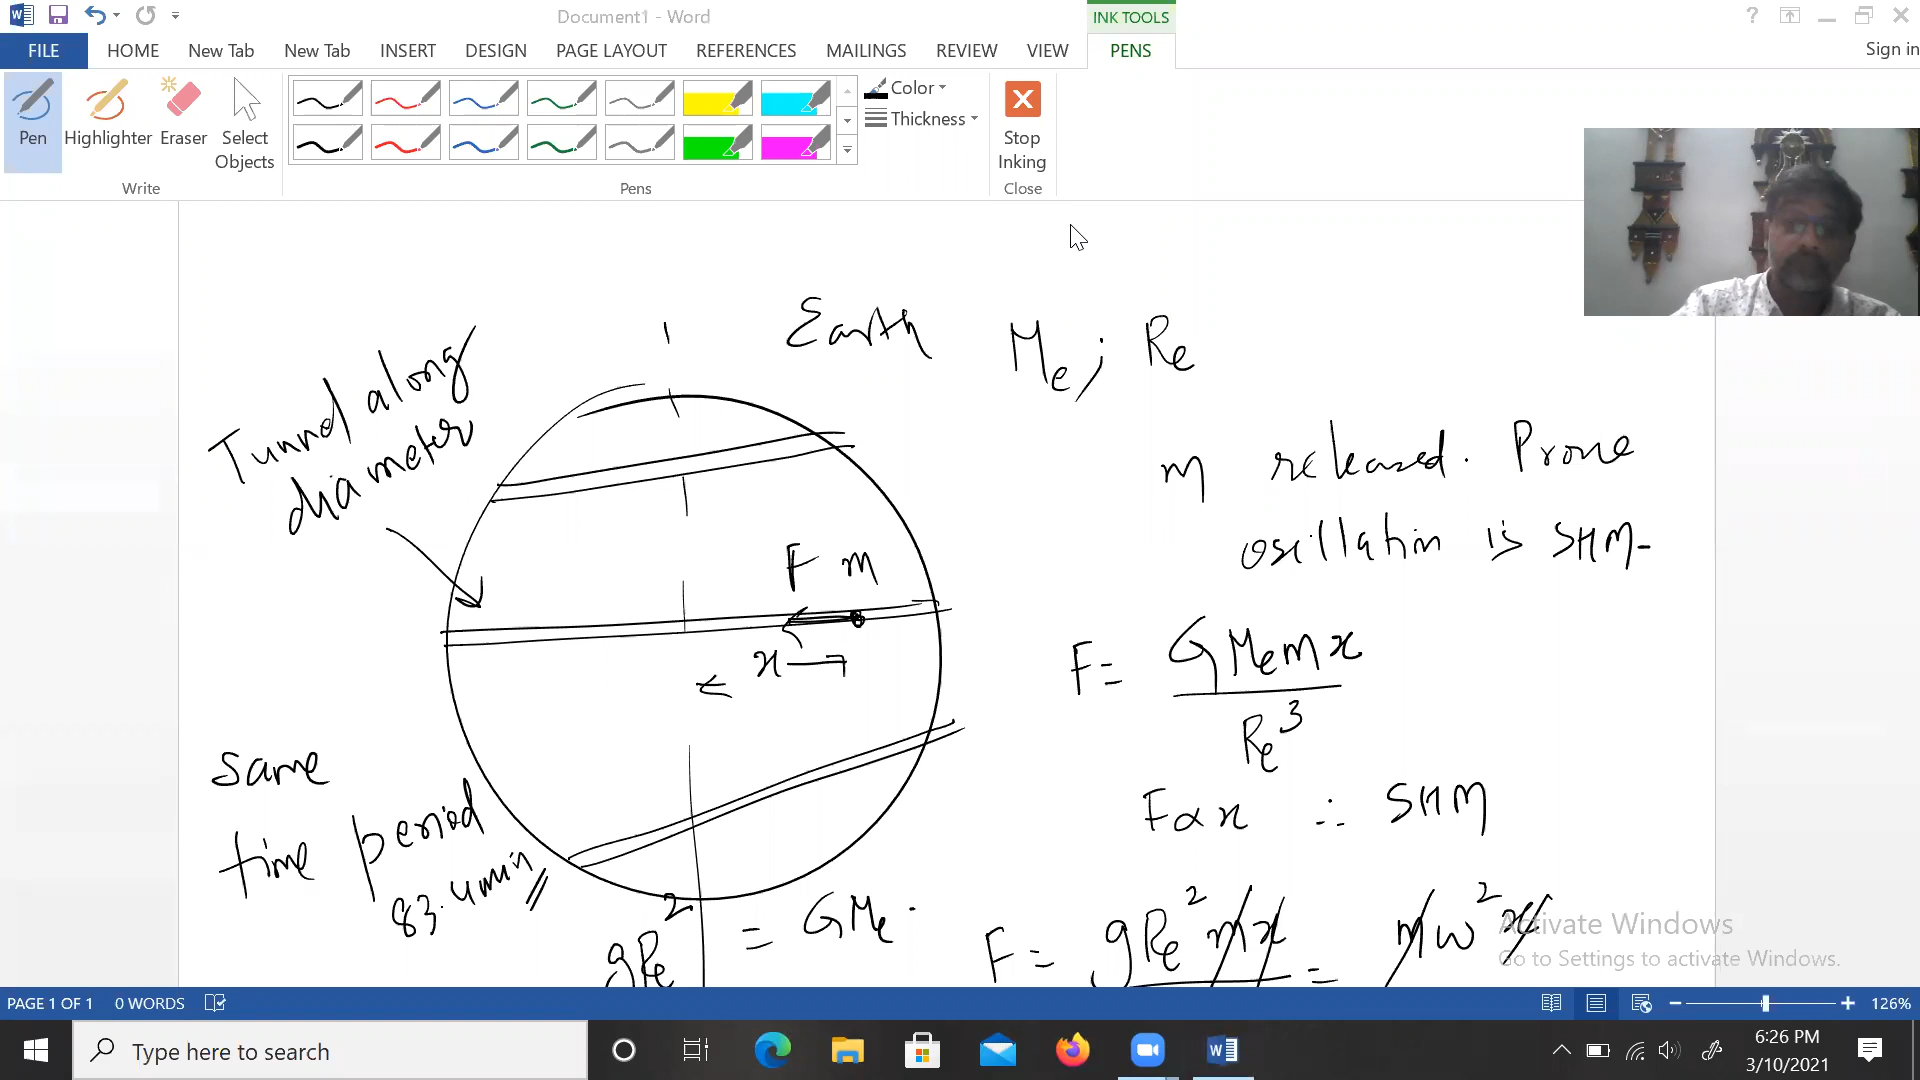 Document1 - Word
INK TOOLS
FILE HOME New Tab New Tab INSERT DESIGN PAGE LAYOUT REFERENCES MAILINGS REVIEW VIEW PENS Sign in
Pen Highlighter Eraser Select Objects
Color
Thickness
Stop Inking
Write Pens Close
Earth Me; Re
Tunnel along
diameter
m released. Prove
oscillation is SHM
F m
x
F = GMemx
Re³
F∝x ∴ SHM
Same
time period
83.4min
gRe² = GMe
F = gRe²mx = mω²x
Activate Windows
Go to Settings to activate Windows.
PAGE 1 OF 1 0 WORDS 126%
Type here to search
6:26 PM
3/10/2021